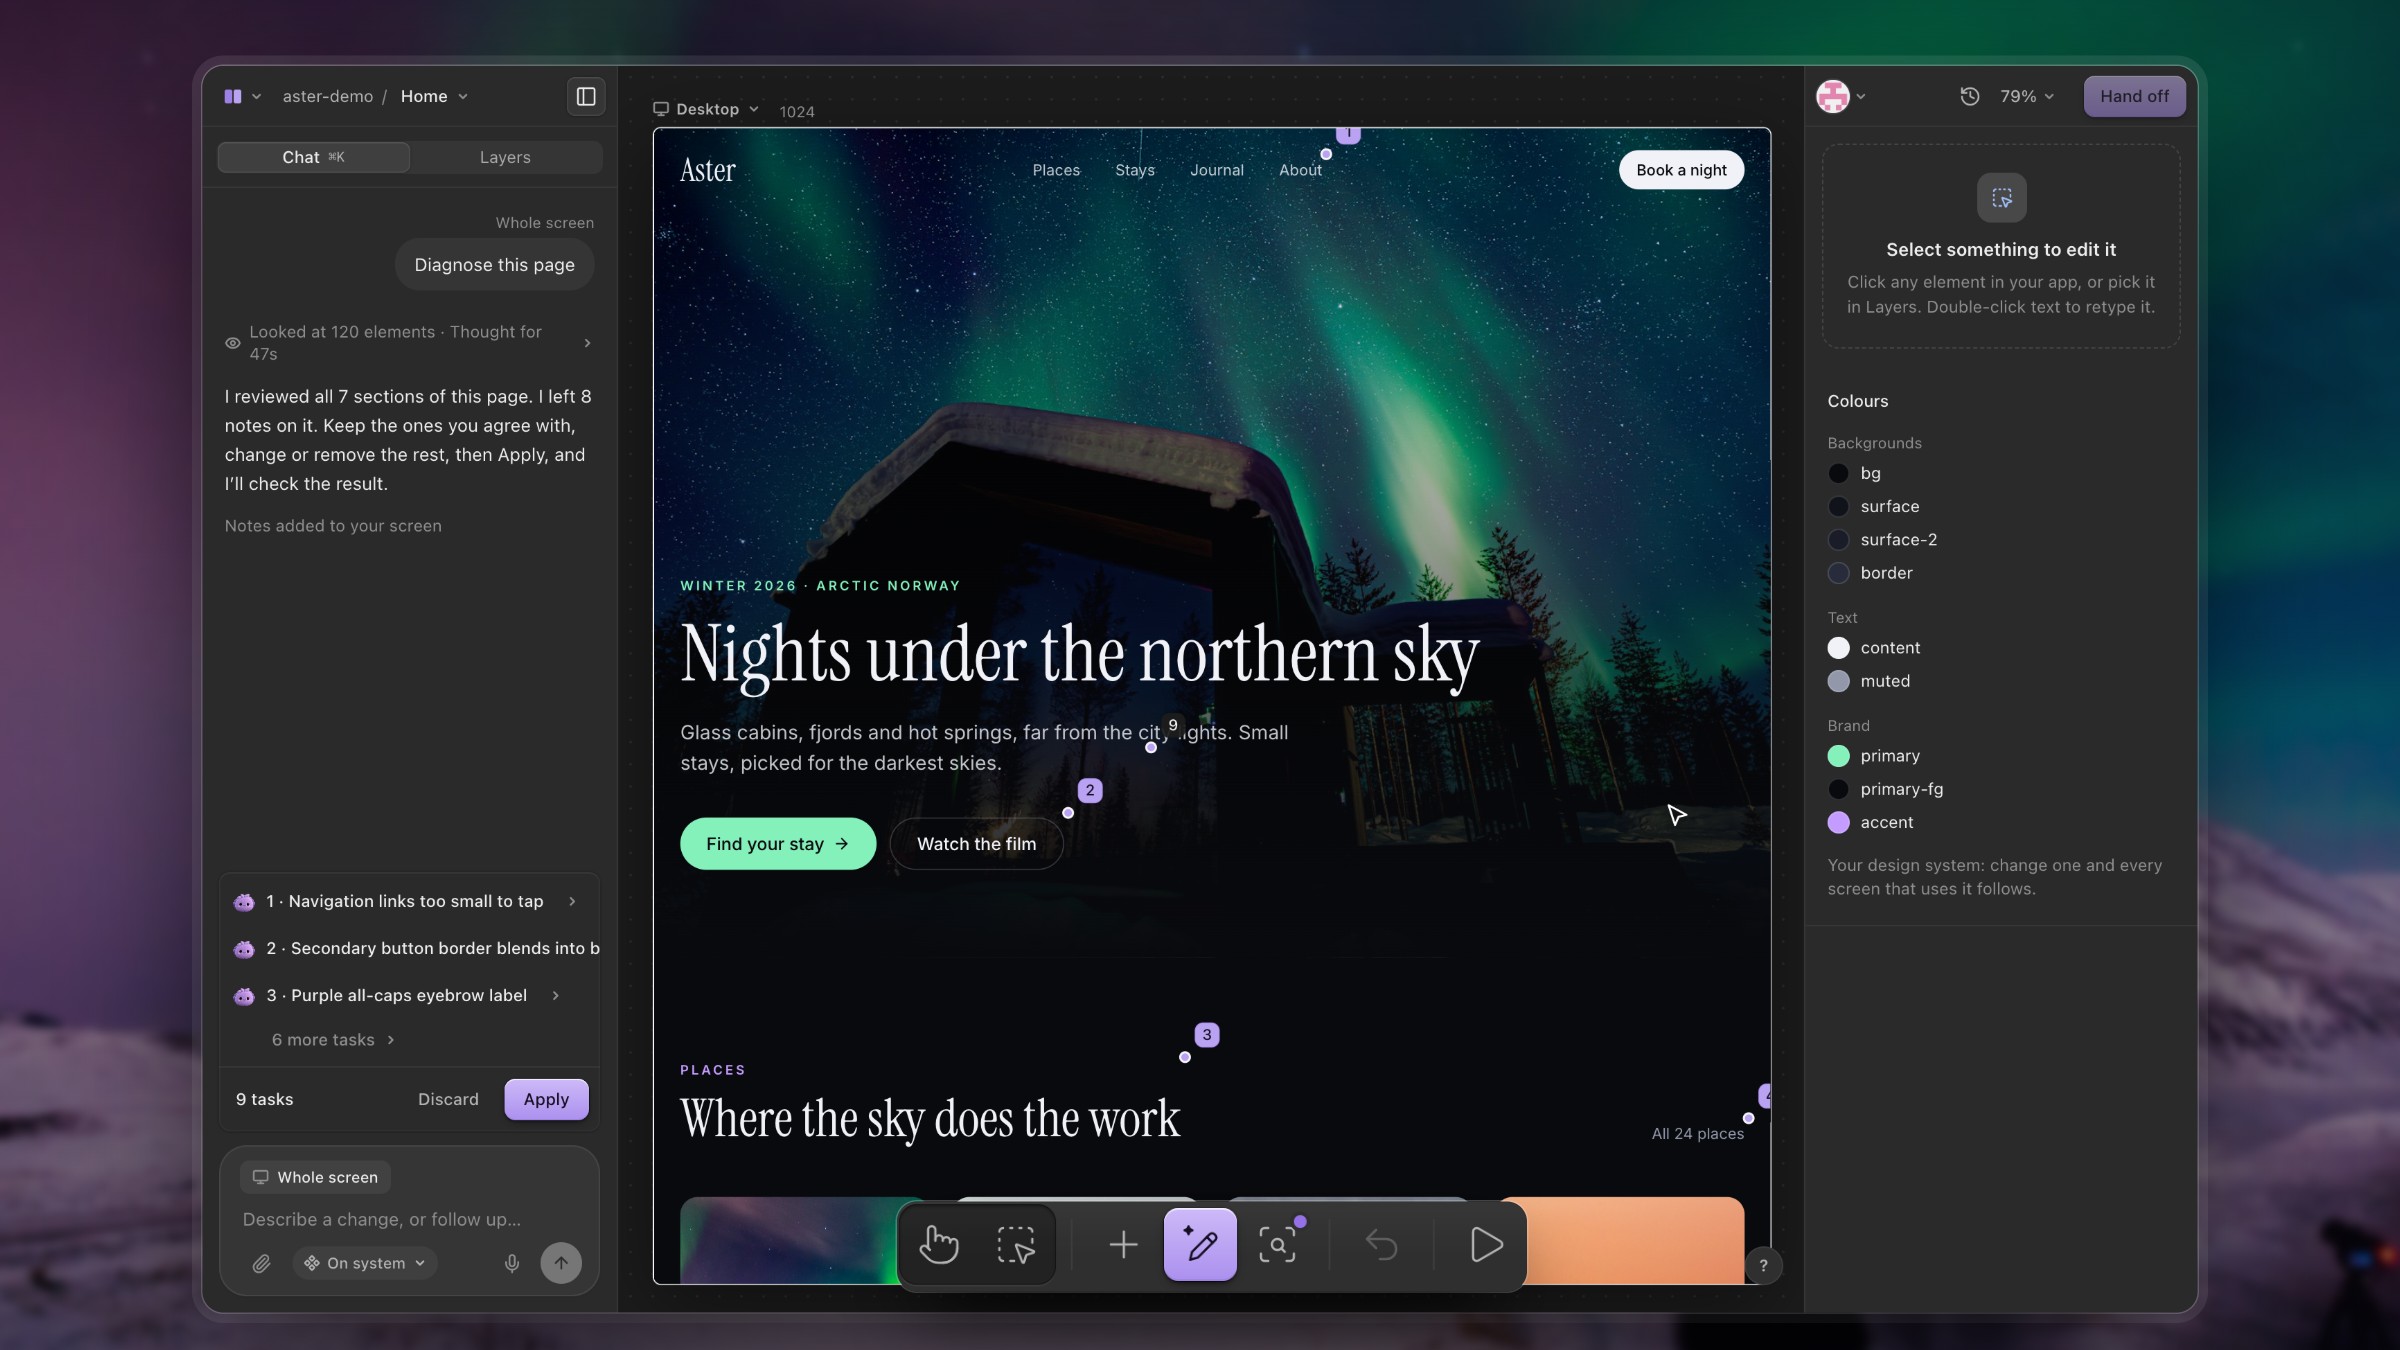 aster-demo / Home
Chat ⌘K
Layers
Whole screen
Diagnose this page
Looked at 120 elements · Thought for
47s
I reviewed all 7 sections of this page. I left 8
notes on it. Keep the ones you agree with,
change or remove the rest, then Apply, and
I'll check the result.
Notes added to your screen
1 · Navigation links too small to tap
2 · Secondary button border blends into b
3 · Purple all-caps eyebrow label
6 more tasks
9 tasks
Discard
Apply
Whole screen
Describe a change, or follow up...
On system
Desktop
1024
1
Aster
Places
Stays
Journal
About
Book a night
WINTER 2026 · ARCTIC NORWAY
Nights under the northern sky
9
Glass cabins, fjords and hot springs, far from the city lights. Small
stays, picked for the darkest skies.
2
Find your stay →
Watch the film
3
PLACES
Where the sky does the work
4
All 24 places
?
79%
Hand off
Select something to edit it
Click any element in your app, or pick it
in Layers. Double-click text to retype it.
Colours
Backgrounds
bg
surface
surface-2
border
Text
content
muted
Brand
primary
primary-fg
accent
Your design system: change one and every
screen that uses it follows.